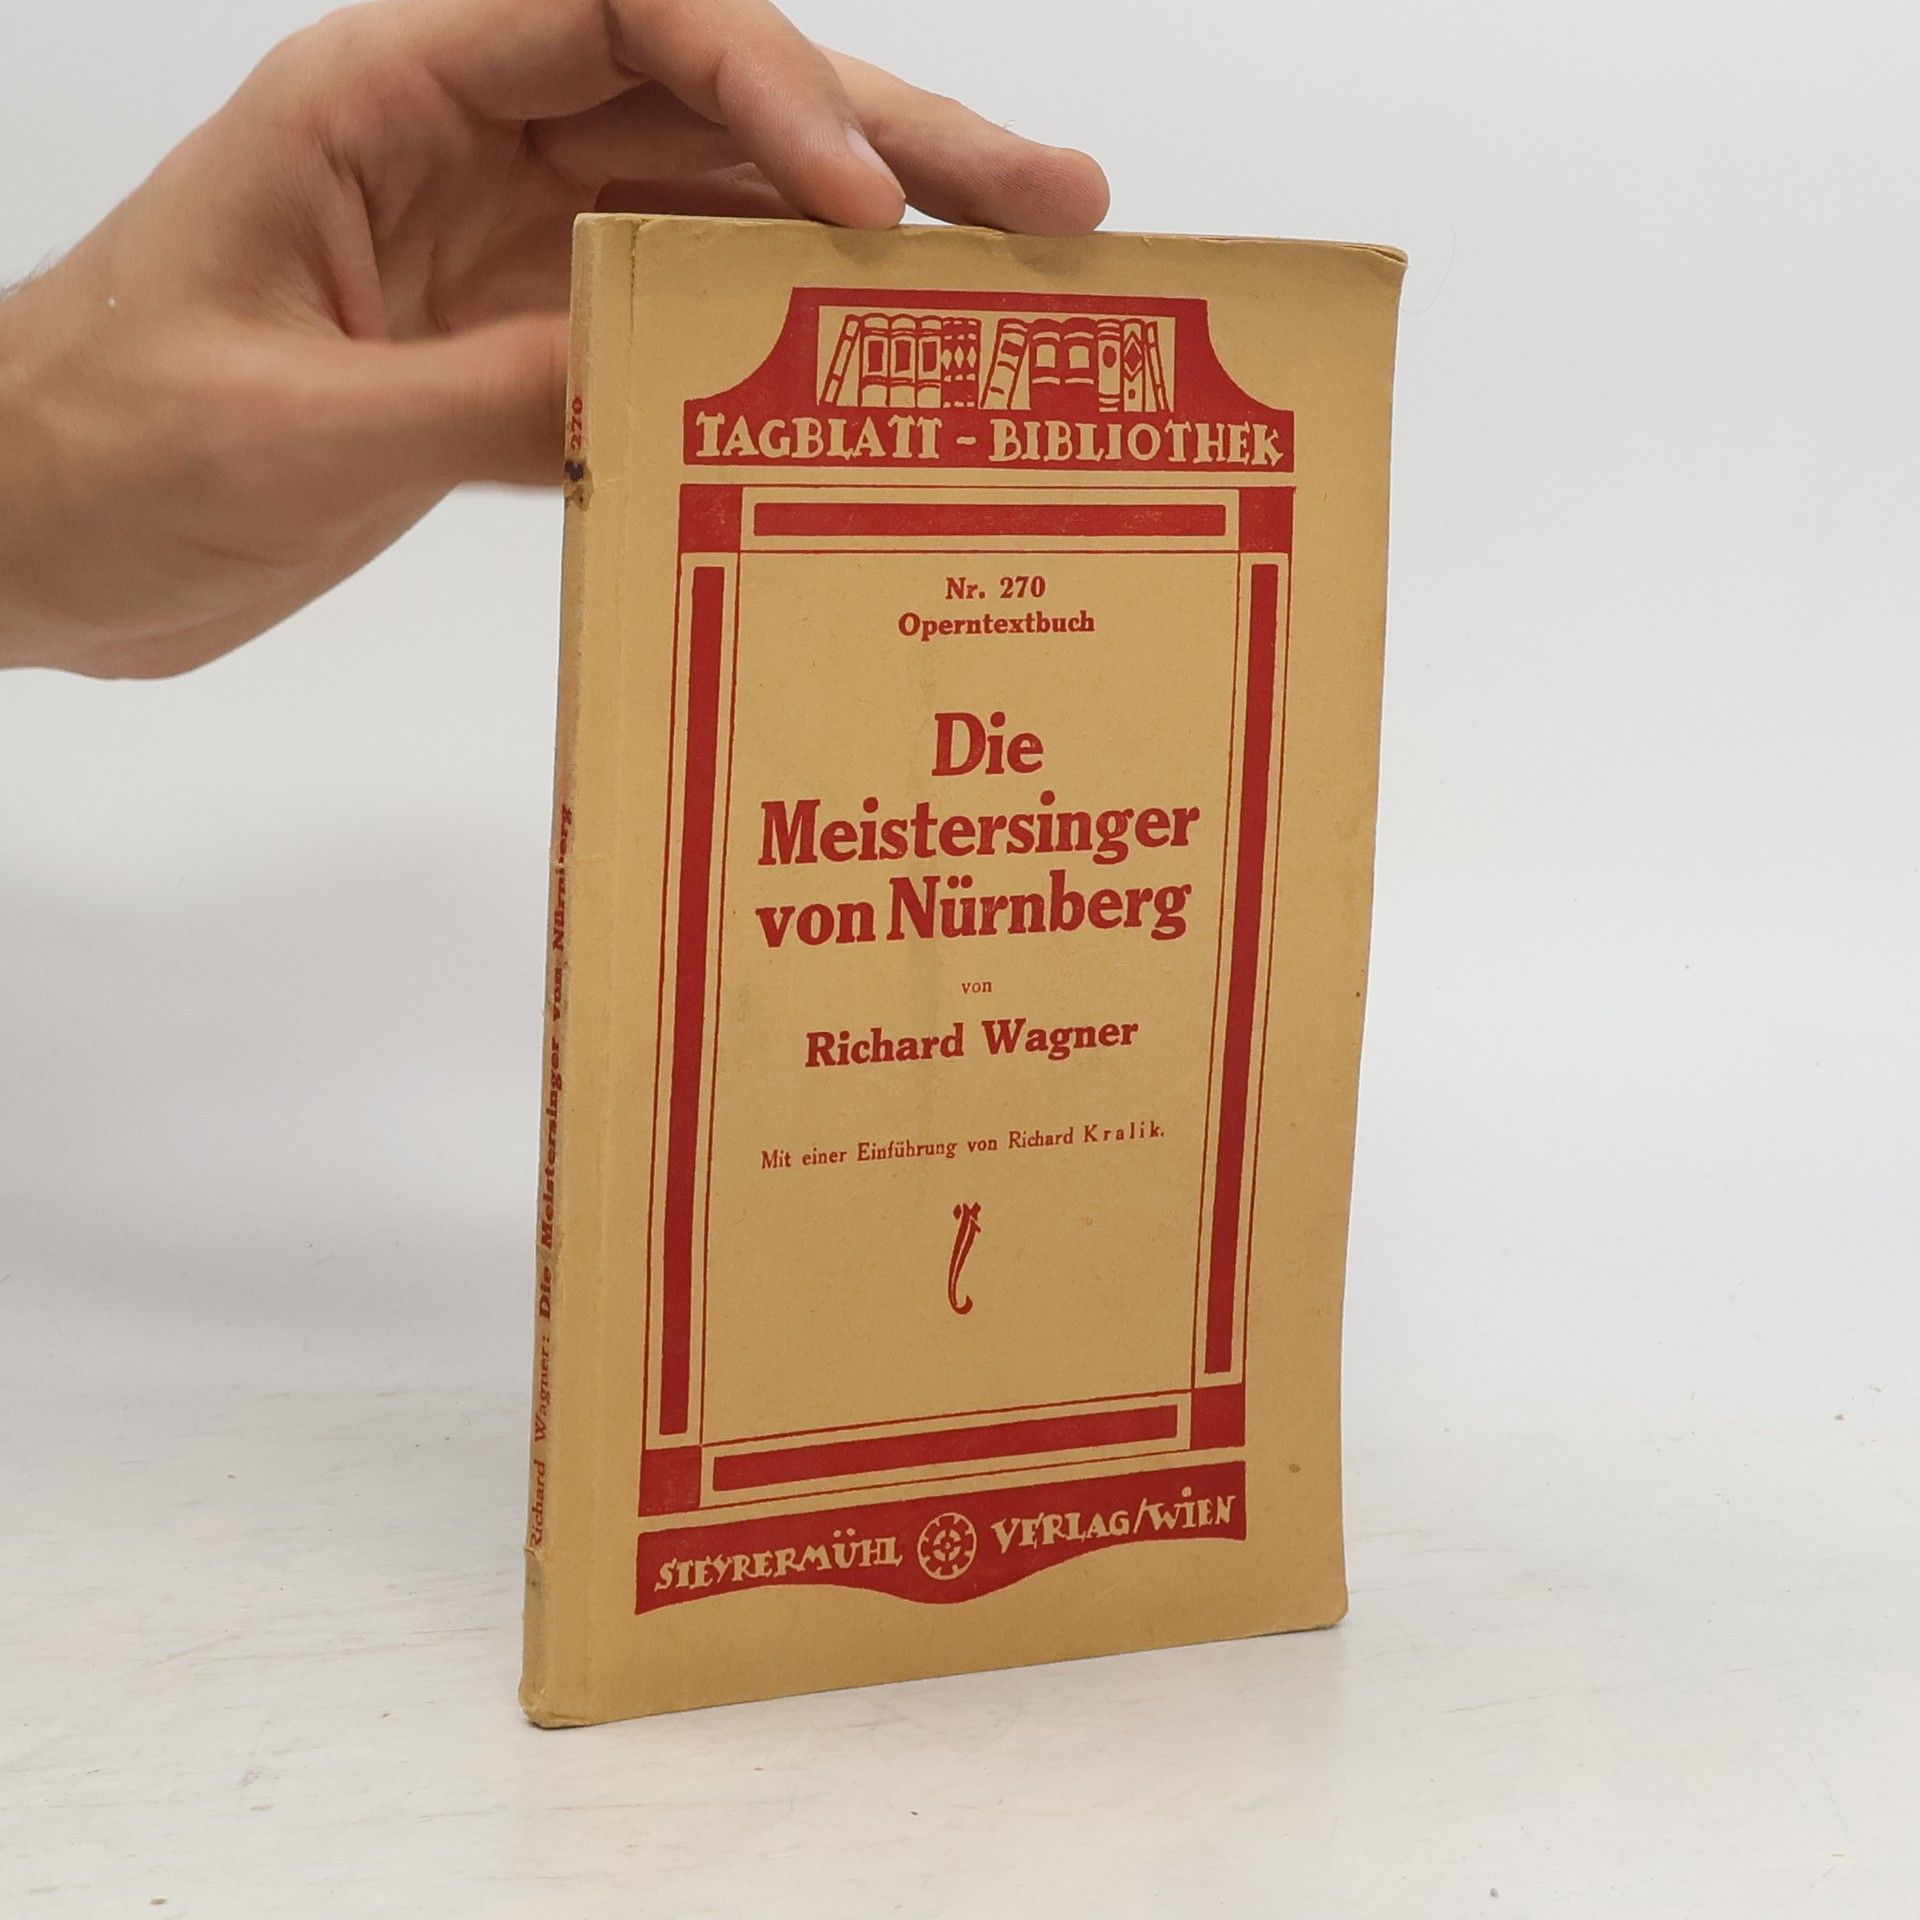 TAGBLATT-BIBLIOTHEK
Nr. 270
Operntextbuch
Die
Meistersinger
von Nürnberg
von
Richard Wagner
Mit einer Einführung von Richard Kralik.
STEYRERMÜHL VERLAG/WIEN
Richard Wagner: Die Meistersinger von Nürnberg
270